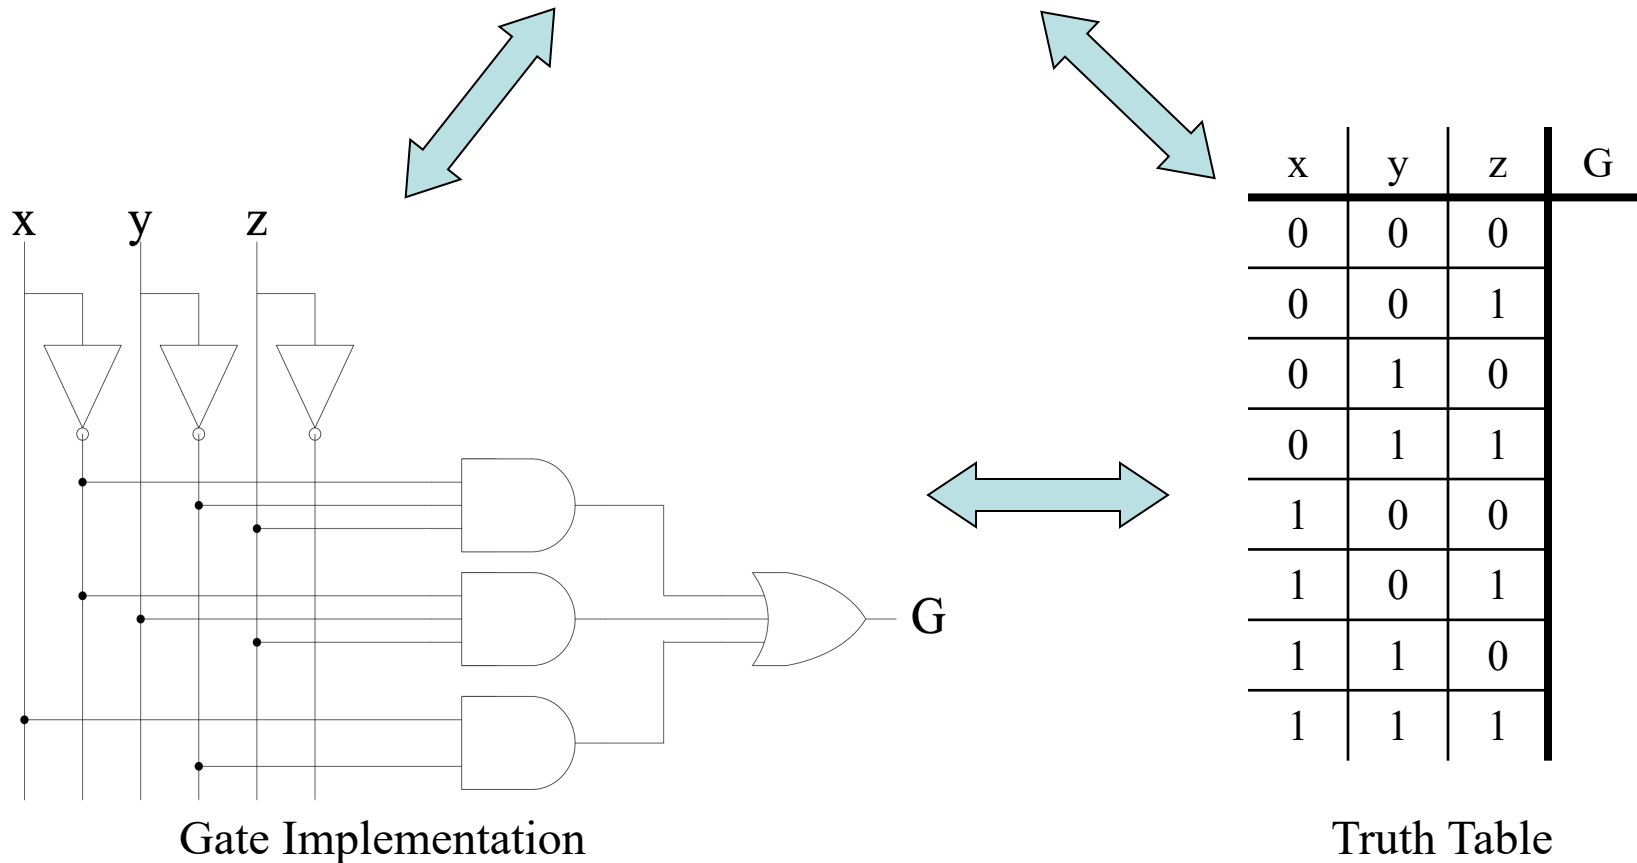 x y z
G
Gate Implementation
x y z G
0 0 0
0 0 1
0 1 0
0 1 1
1 0 0
1 0 1
1 1 0
1 1 1
Truth Table